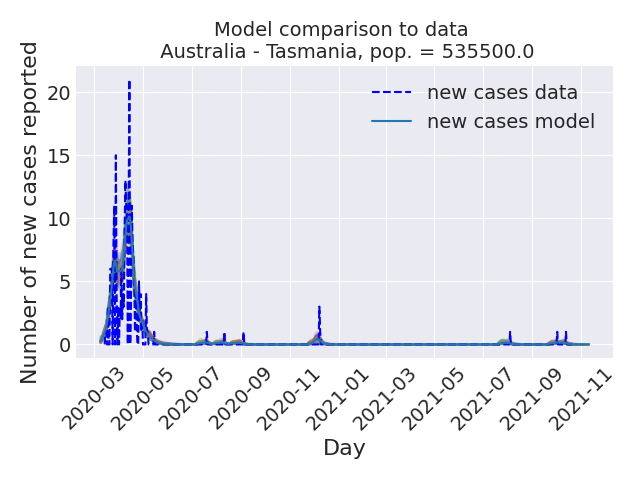 Model comparison to data
Australia - Tasmania, pop. = 535500.0
Number of new cases reported
20
15
10
5
0
new cases data
new cases model
2020-03
2020-05
2020-07
2020-09
2020-11
2021-01
2021-03
2021-05
2021-07
2021-09
2021-11
Day